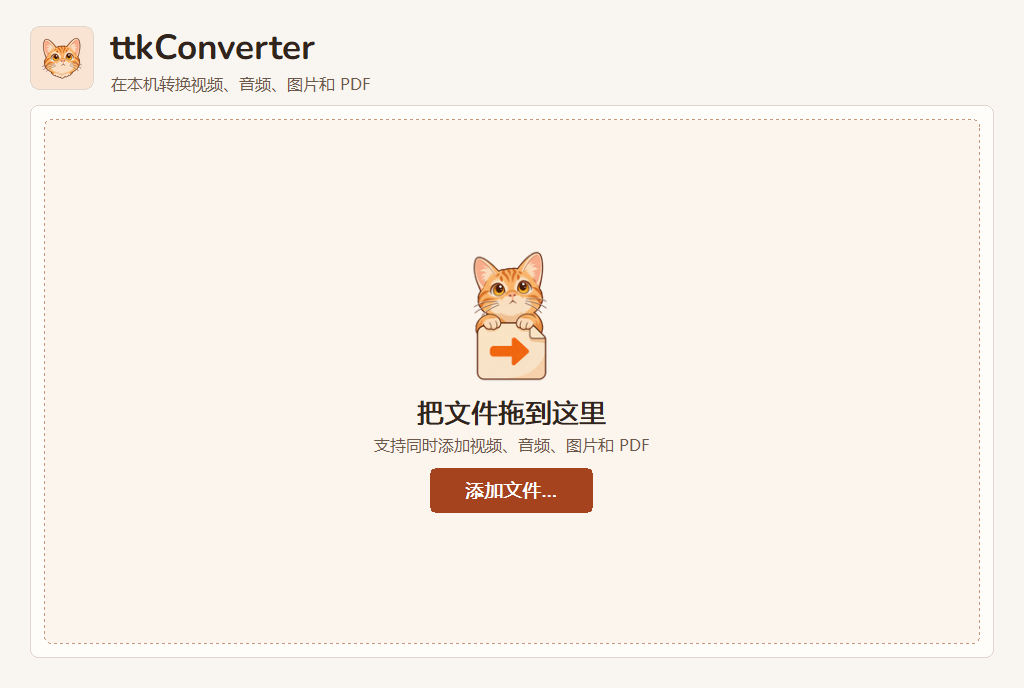 ttkConverter
在本机转换视频、音频、图片和 PDF
把文件拖到这里
支持同时添加视频、音频、图片和 PDF
添加文件...